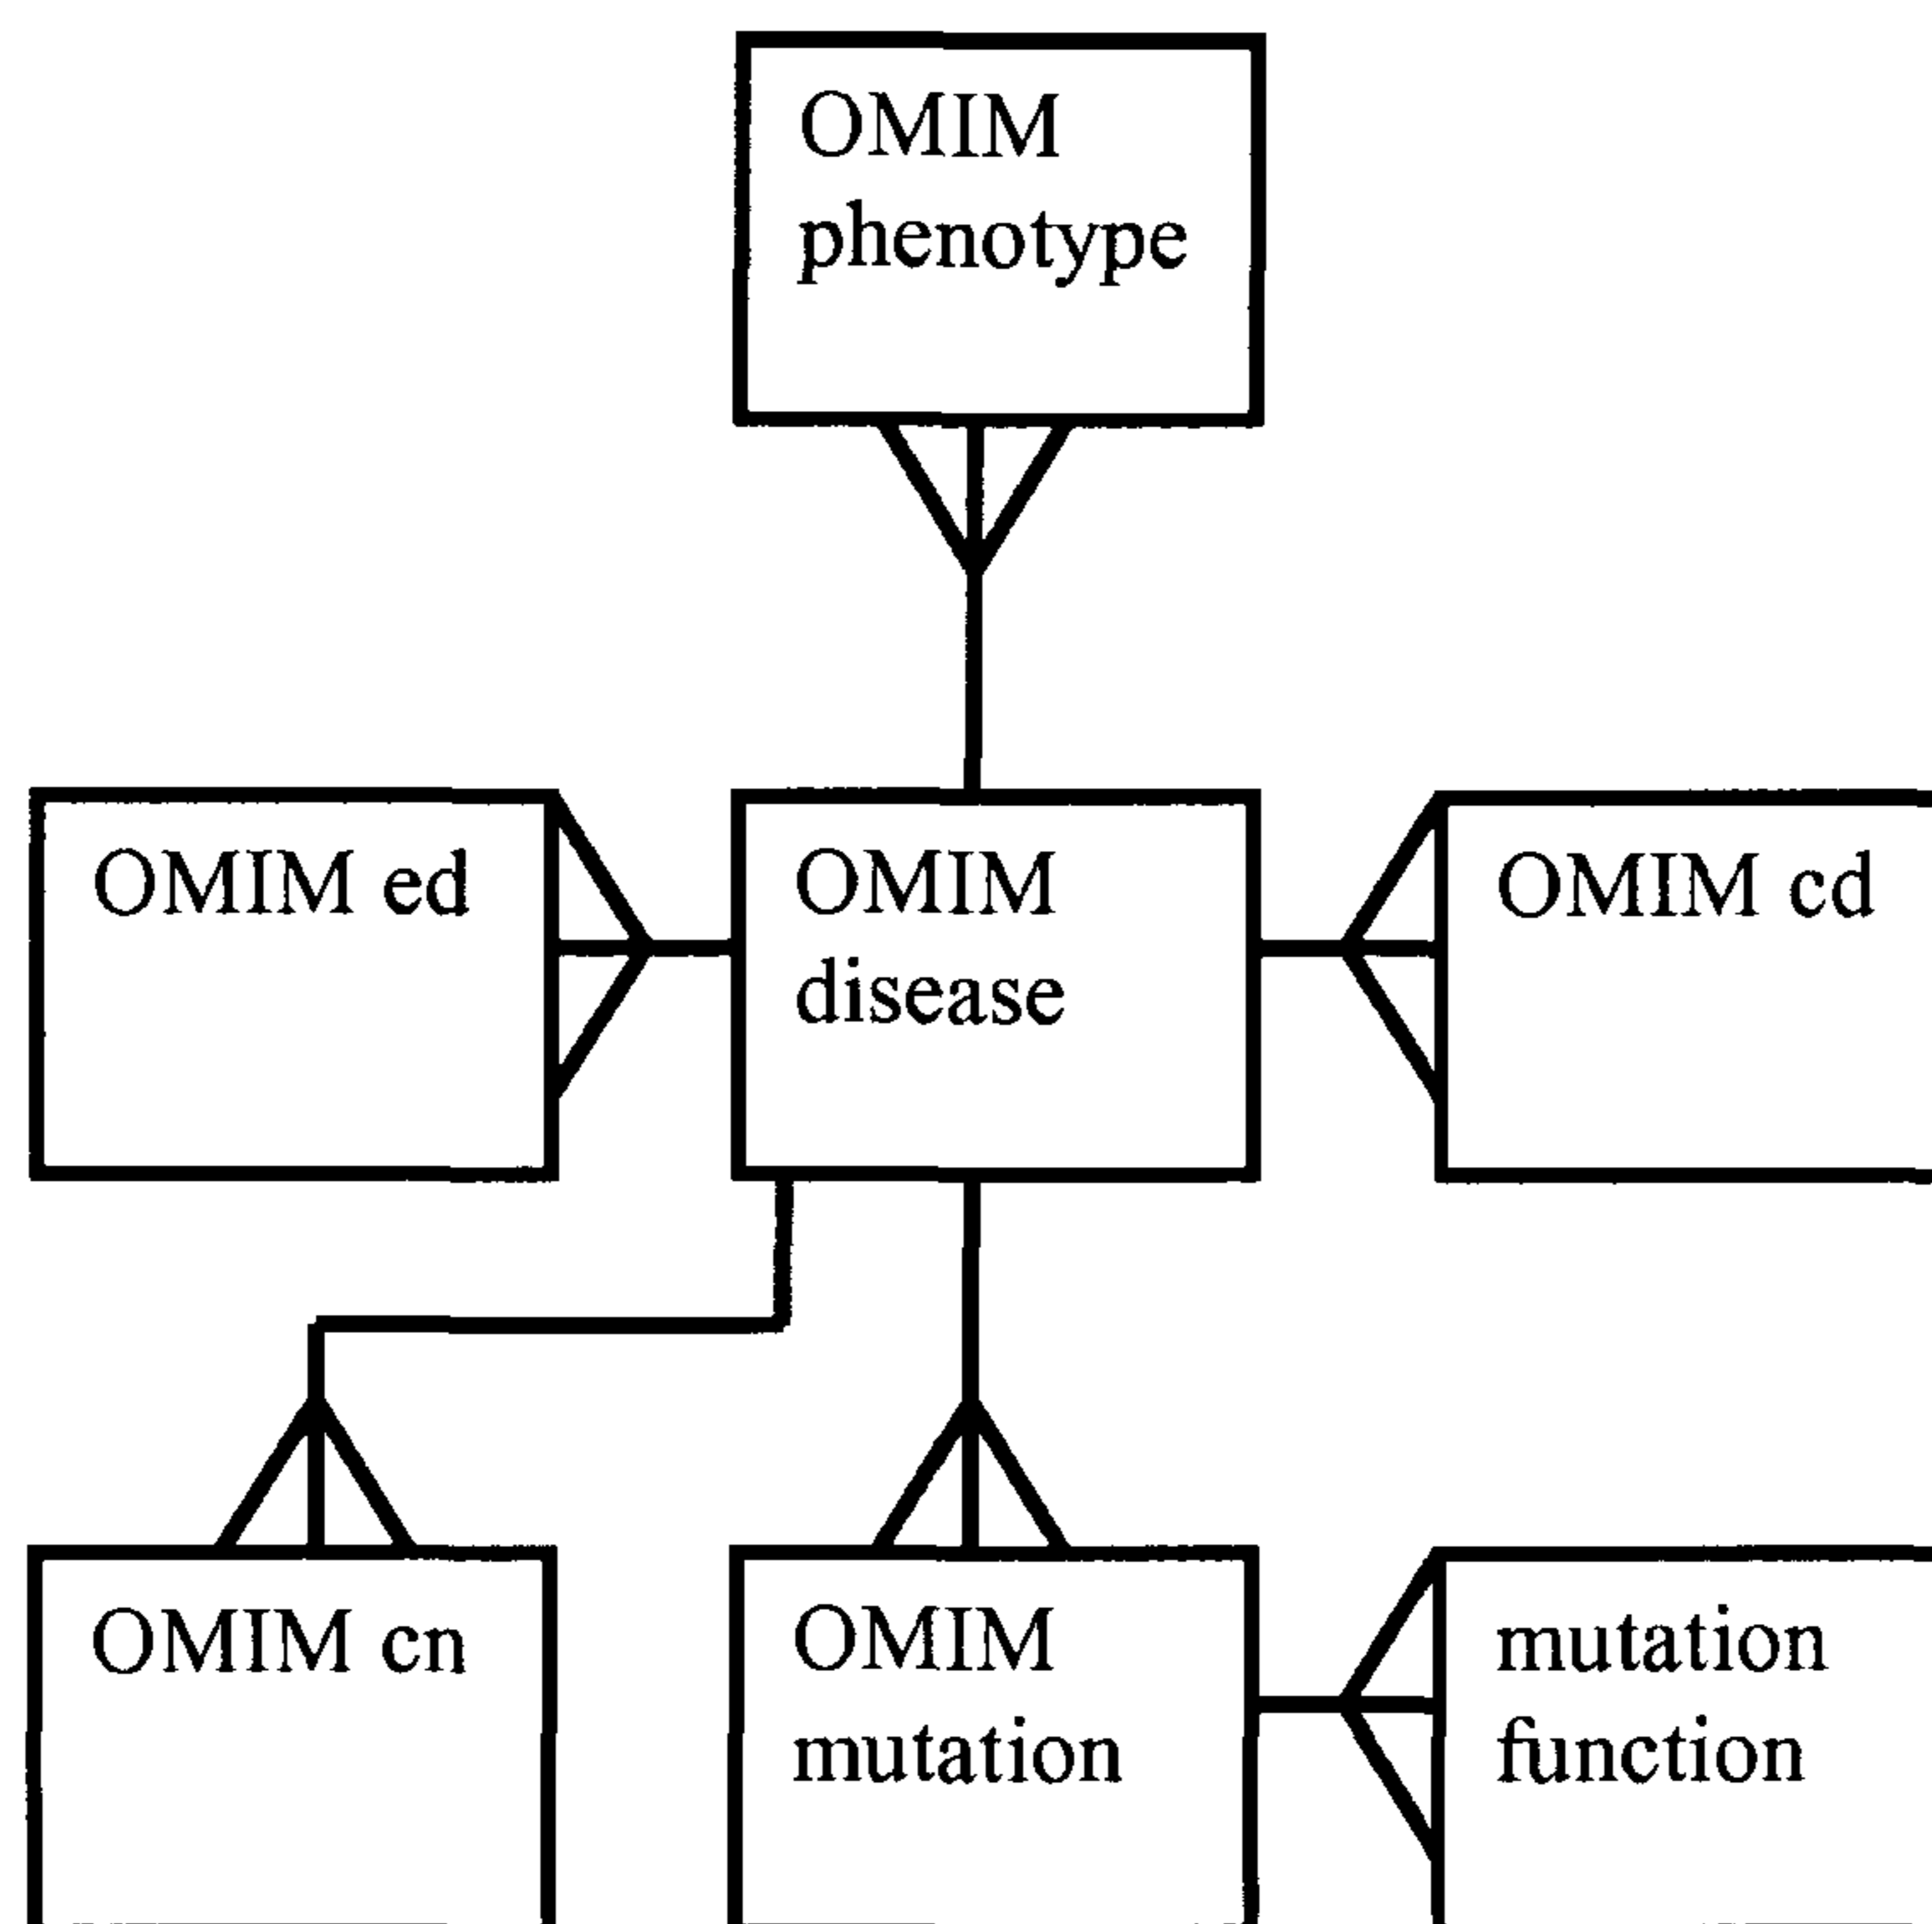 OMIM
phenotype
OMIM ed
OMIM
disease
OMIM cd
OMIM cn
OMIM
mutation
mutation
function